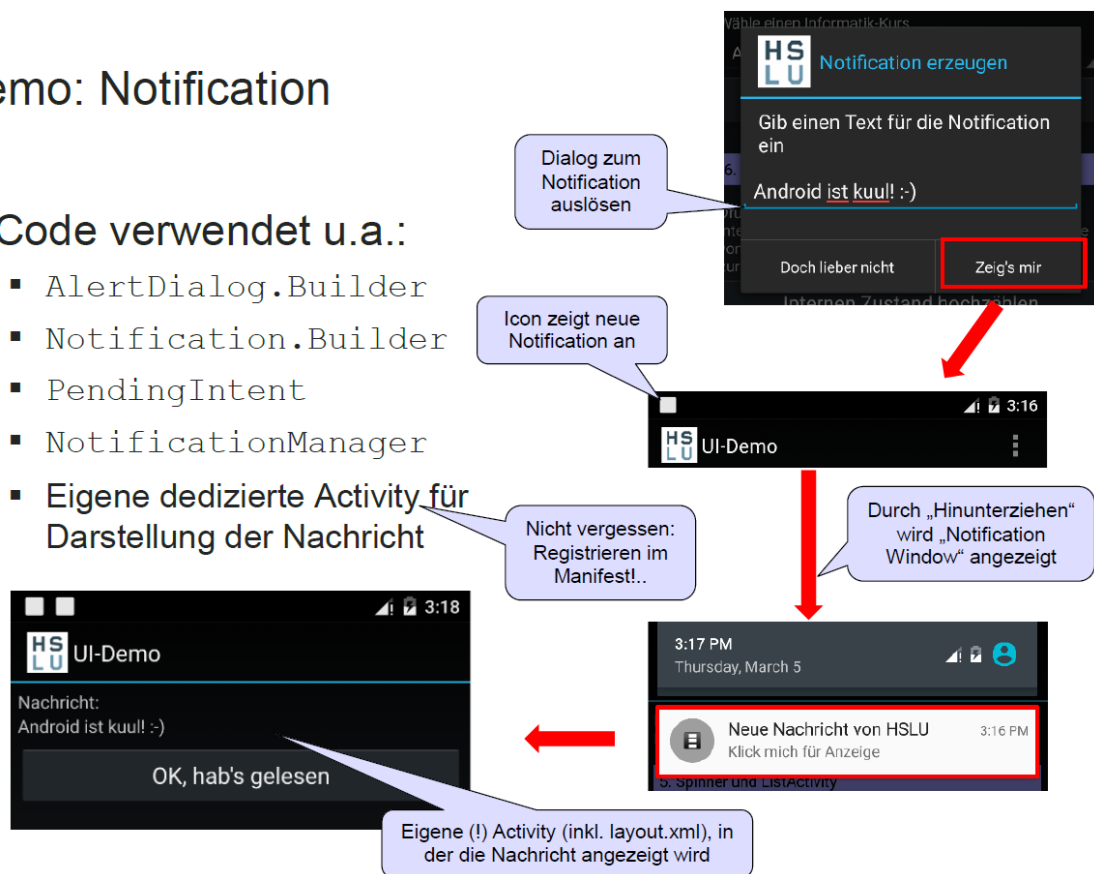 emo: Notification
Code verwendet u.a.:
▪ AlertDialog.Builder
▪ Notification.Builder
▪ PendingIntent
▪ NotificationManager
▪ Eigene dedizierte Activity für
Darstellung der Nachricht
Dialog zum
Notification
auslösen
Wähle einen Informatik-Kurs
HS
LU
Notification erzeugen
Gib einen Text für die Notification
ein
Android ist kuul! :-)
Doch lieber nicht
Zeig's mir
Internen Zustand hochzählen
6.
Icon zeigt neue
Notification an
3:16
HS
LU
UI-Demo
Nicht vergessen:
Registrieren im
Manifest!..
Durch „Hinunterziehen“
wird „Notification
Window“ angezeigt
3:17 PM
Thursday, March 5
Neue Nachricht von HSLU
3:16 PM
Klick mich für Anzeige
5. Spinner und ListActivity
3:18
HS
LU
UI-Demo
Nachricht:
Android ist kuul! :-)
OK, hab's gelesen
Eigene (!) Activity (inkl. layout.xml), in
der die Nachricht angezeigt wird